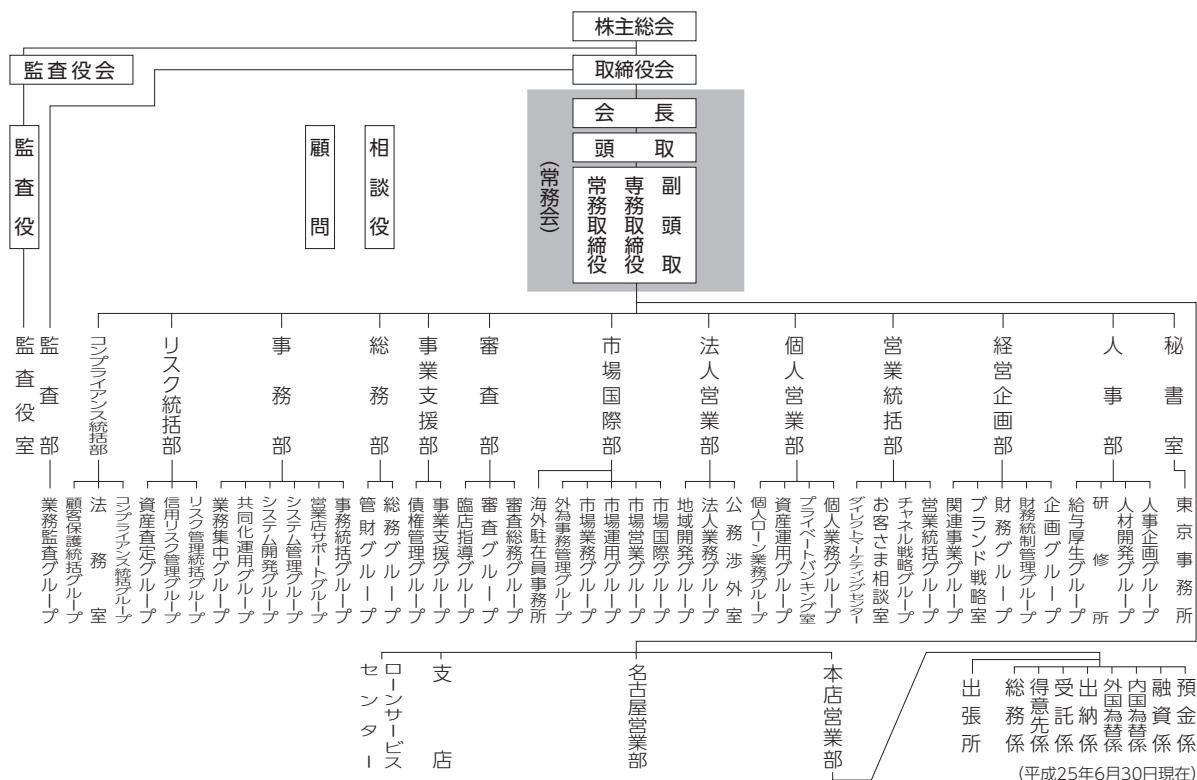 株主総会
監査役会
取締役会
会長
頭取
副頭取
専務取締役
常務取締役
(常務会)
相談役
顧問
監査役
秘書室
人事部
経営企画部
営業統括部
個人営業部
法人営業部
市場国際部
審査部
事業支援部
総務部
事務部
リスク統括部
コンプライアンス統括部
監査部
監査役室
東京事務所
人事企画グループ
人材開発グループ
研修所
給与厚生グループ
企画グループ
財務統制管理グループ
財務グループ
ブランド戦略室
関連事業グループ
営業統括グループ
チャネル戦略グループ
お客さま相談室
ダイレクトマーケティングセンター
個人業務グループ
プライベートバンキング室
資産運用グループ
個人ローン業務グループ
公務渉外室
法人業務グループ
地域開発グループ
市場国際グループ
市場営業グループ
市場運用グループ
市場業務グループ
外為事務管理グループ
海外駐在員事務所
審査総務グループ
審査グループ
臨店指導グループ
事業支援グループ
債権管理グループ
総務グループ
管財グループ
事務統括グループ
営業店サポートグループ
システム管理グループ
システム開発グループ
共同化運用グループ
業務集中グループ
リスク管理統括グループ
信用リスク管理グループ
資産査定グループ
コンプライアンス統括グループ
法務室
顧客保護統括グループ
業務監査グループ
本店営業部
名古屋営業部
支店
ローンサービス
センター
預金係
融資係
内国為替係
外国為替係
出納係
受託係
得意先係
総務係
出張所
(平成25年6月30日現在)